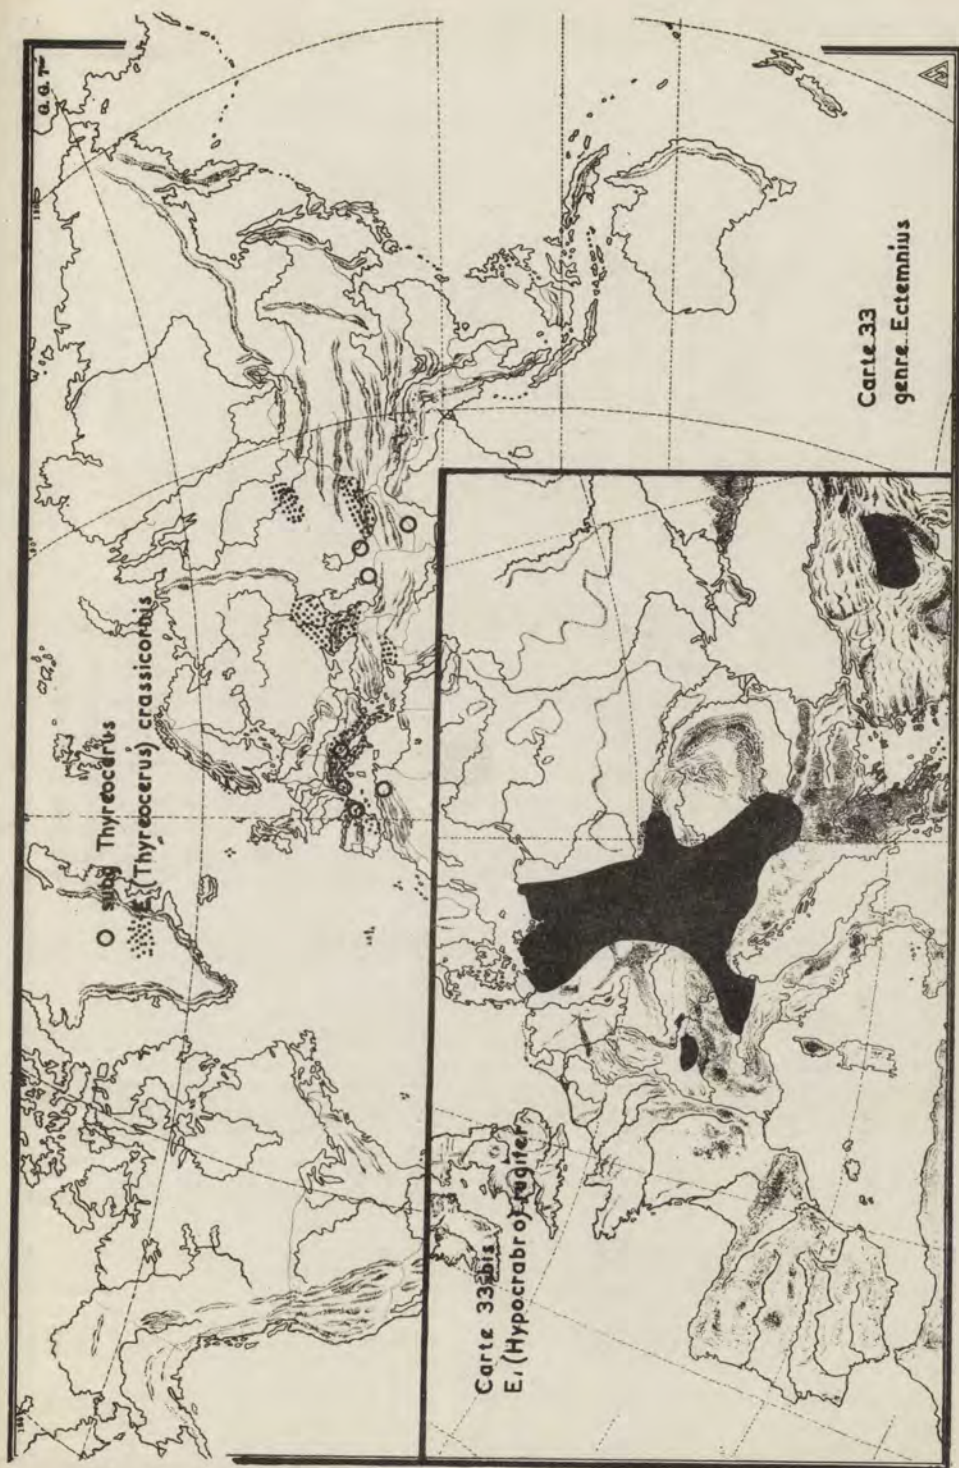 G. G. T
subg Thyreocerus
E. (Thyreocerus) crassicornis
Carte 33
genre Ectemnius
Carte 33 bis
E. (Hypocrabro) rugifer